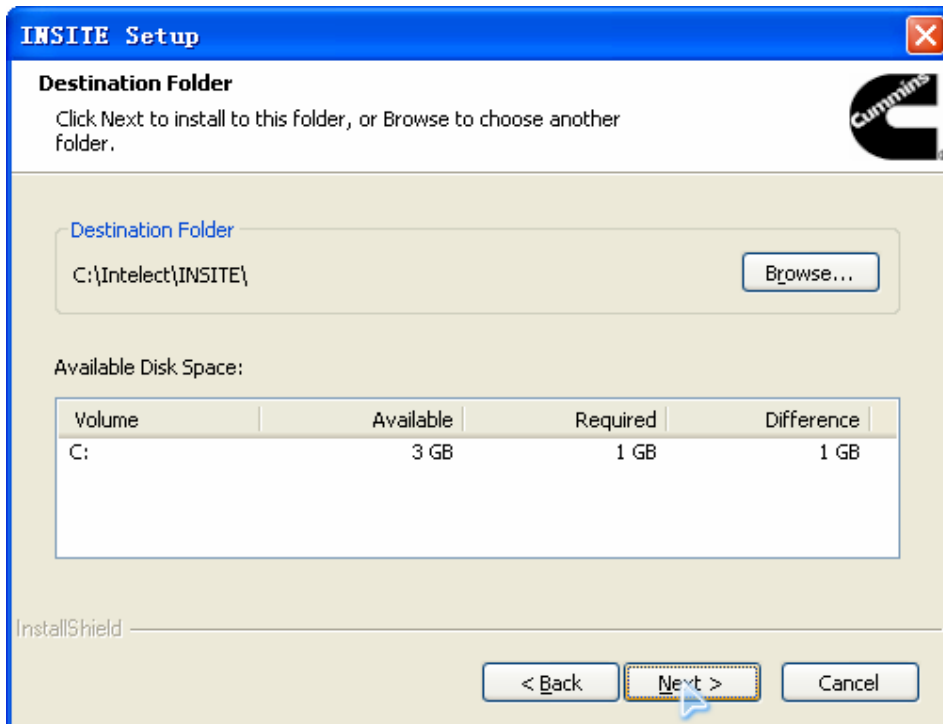 INSITE Setup
Destination Folder
Click Next to install to this folder, or Browse to choose another
folder.
Cummins
Destination Folder
C:\Intelect\INSITE\
Browse...
Available Disk Space:
Volume Available Required Difference
C: 3 GB 1 GB 1 GB
InstallShield
< Back Next > Cancel